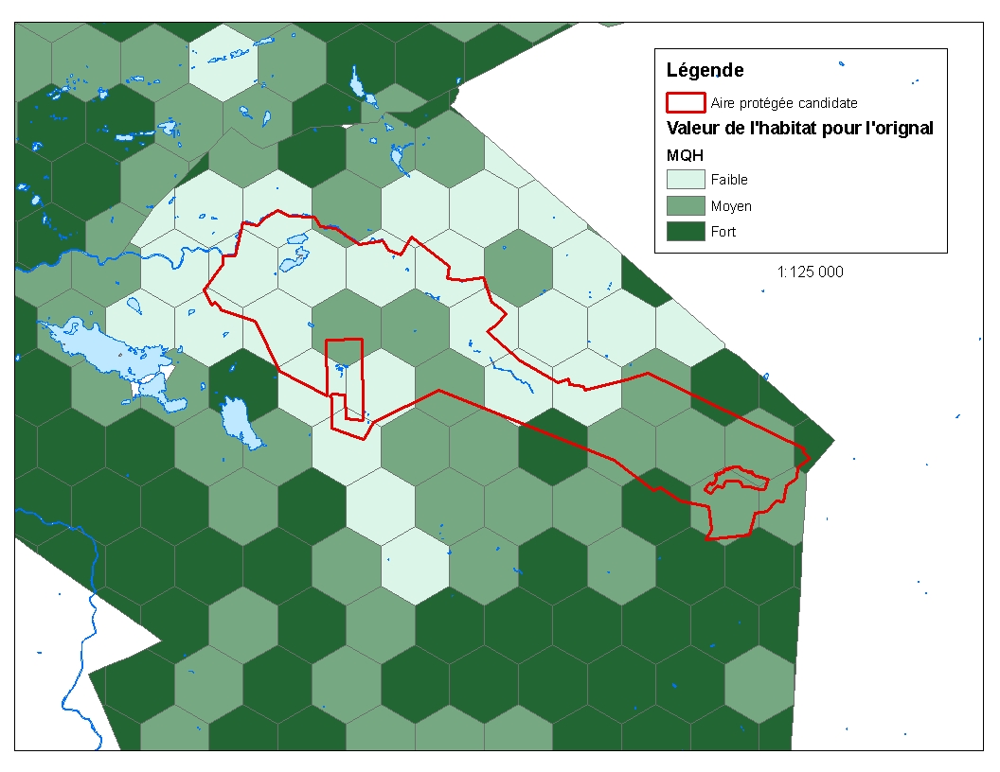 Légende
Aire protégée candidate
Valeur de l'habitat pour l'orignal
MQH
Faible
Moyen
Fort
1:125 000